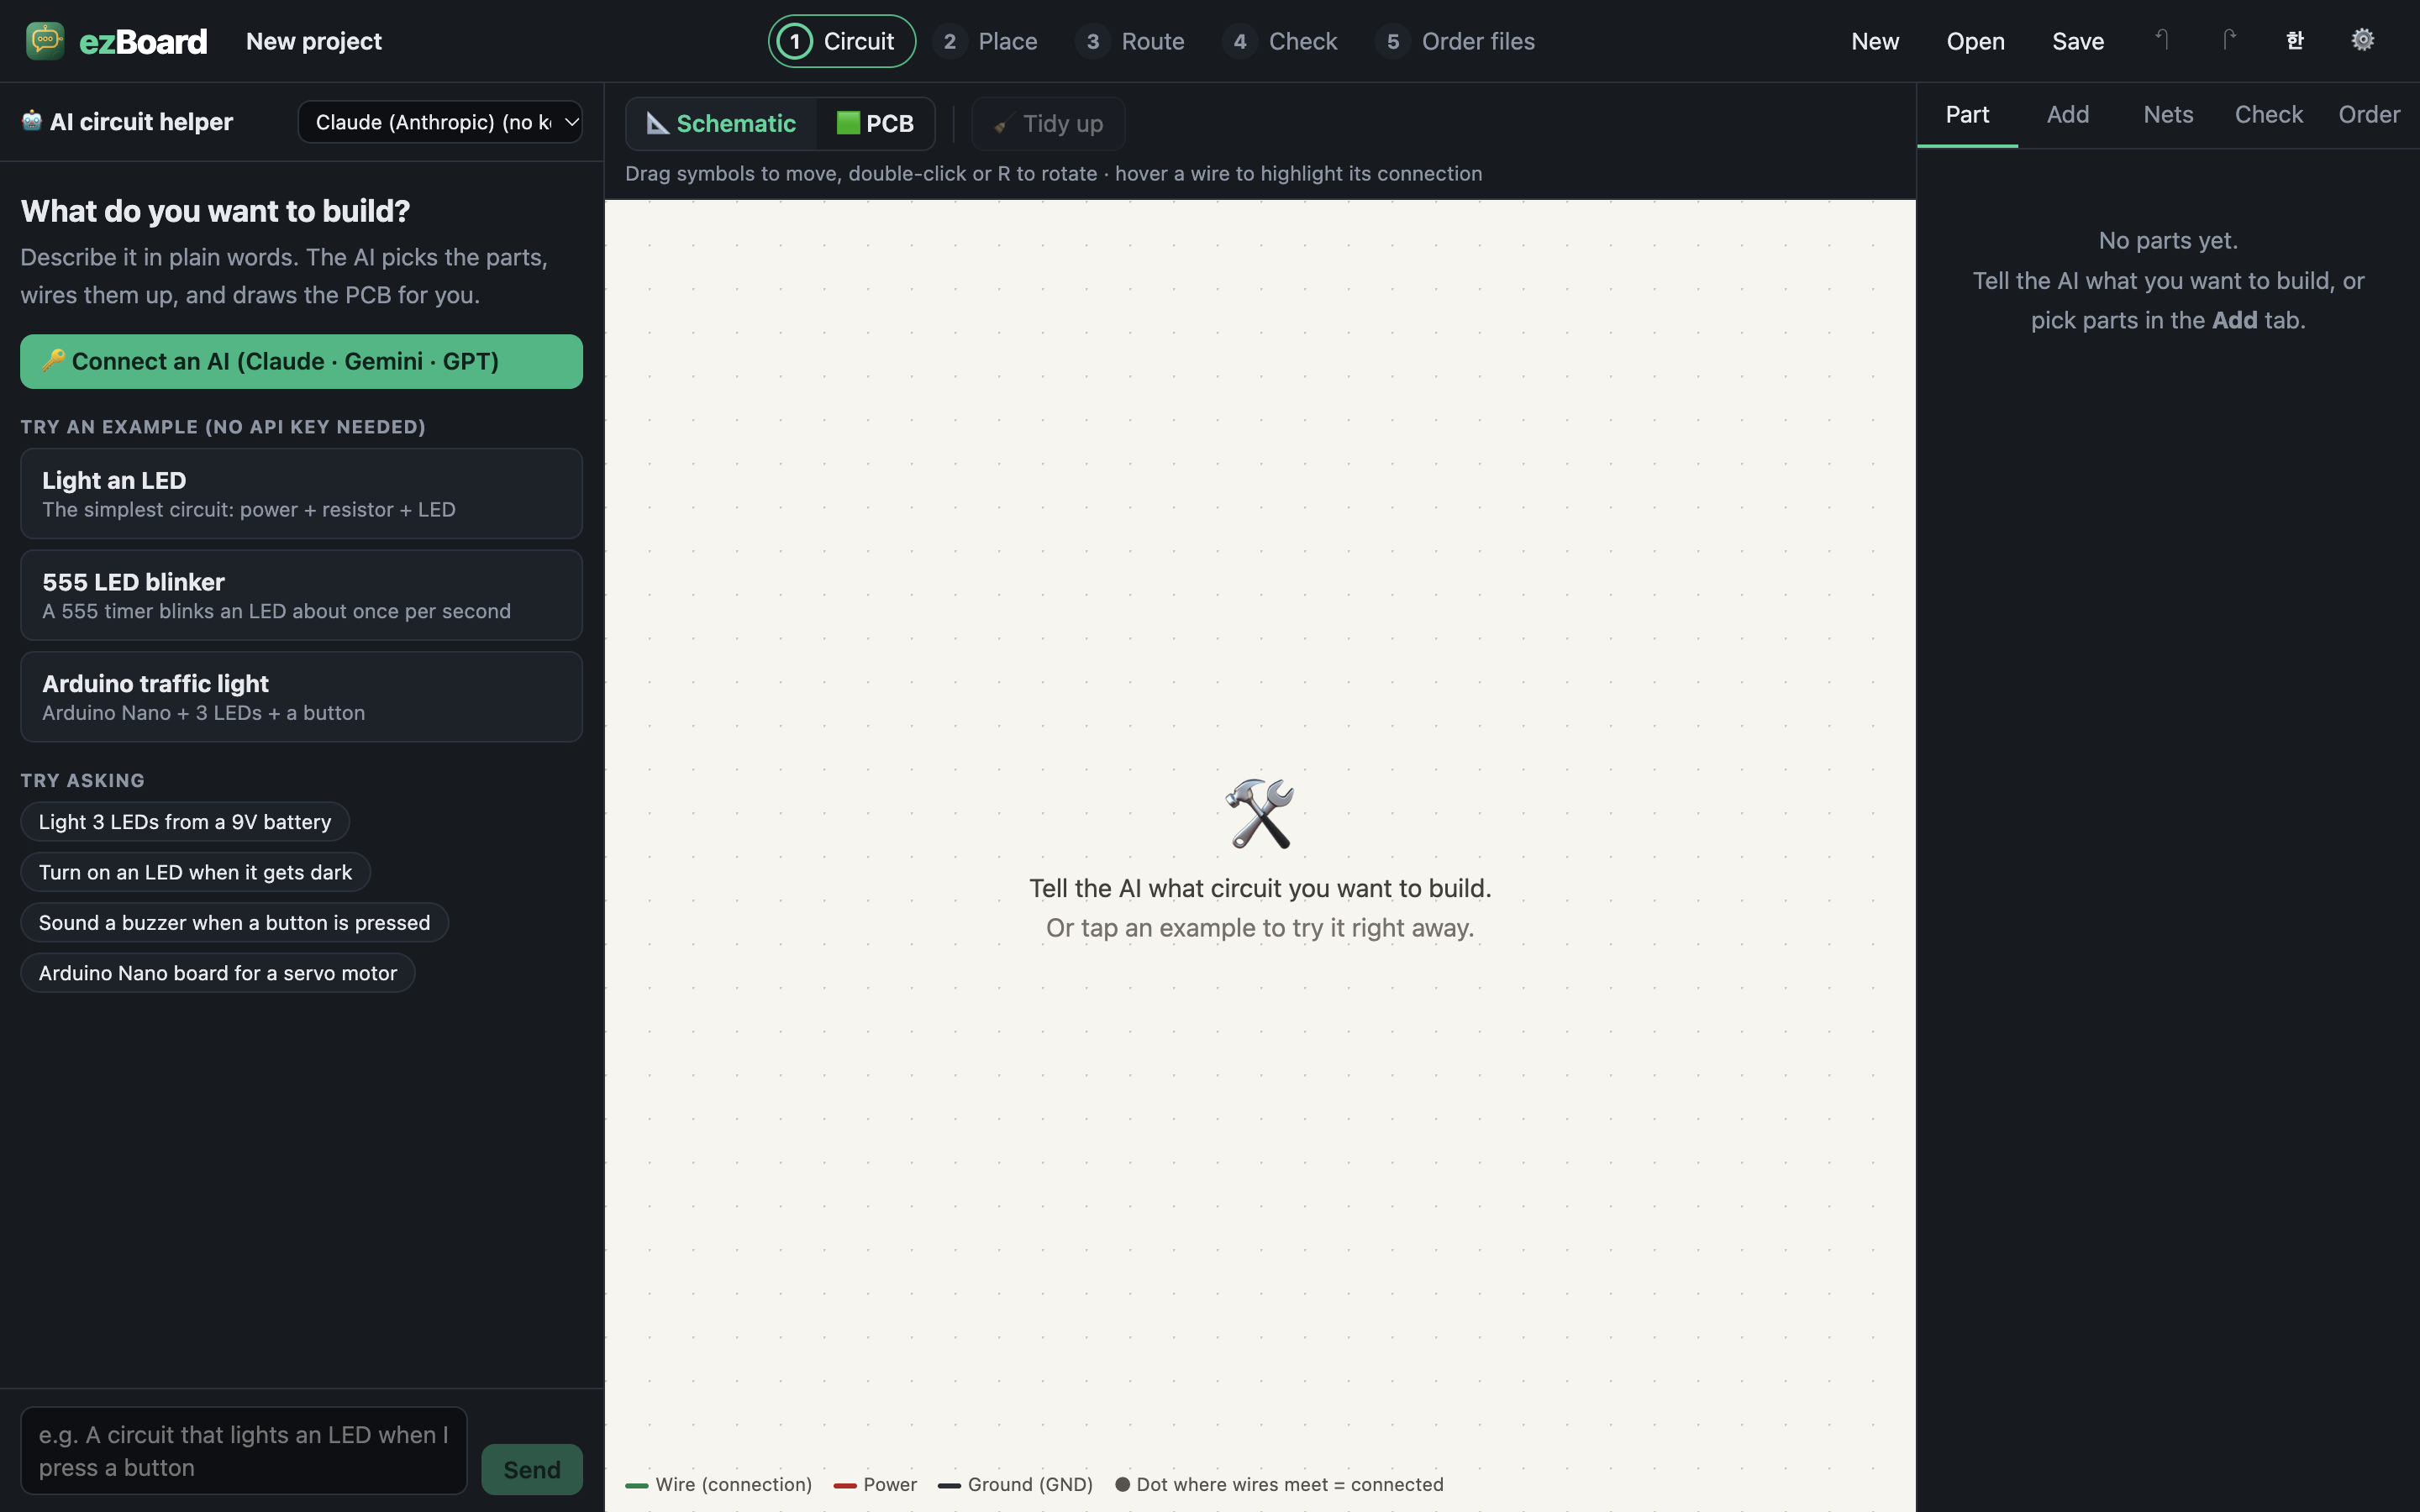 ezBoard
New project
1 Circuit
2 Place
3 Route
4 Check
5 Order files
New
Open
Save
한
AI circuit helper
Claude (Anthropic) (no k
What do you want to build?
Describe it in plain words. The AI picks the parts,
wires them up, and draws the PCB for you.
Connect an AI (Claude · Gemini · GPT)
TRY AN EXAMPLE (NO API KEY NEEDED)
Light an LED
The simplest circuit: power + resistor + LED
555 LED blinker
A 555 timer blinks an LED about once per second
Arduino traffic light
Arduino Nano + 3 LEDs + a button
TRY ASKING
Light 3 LEDs from a 9V battery
Turn on an LED when it gets dark
Sound a buzzer when a button is pressed
Arduino Nano board for a servo motor
e.g. A circuit that lights an LED when I
press a button
Send
Schematic
PCB
Tidy up
Drag symbols to move, double-click or R to rotate · hover a wire to highlight its connection
Tell the AI what circuit you want to build.
Or tap an example to try it right away.
Wire (connection)
Power
Ground (GND)
Dot where wires meet = connected
Part
Add
Nets
Check
Order
No parts yet.
Tell the AI what you want to build, or
pick parts in the Add tab.